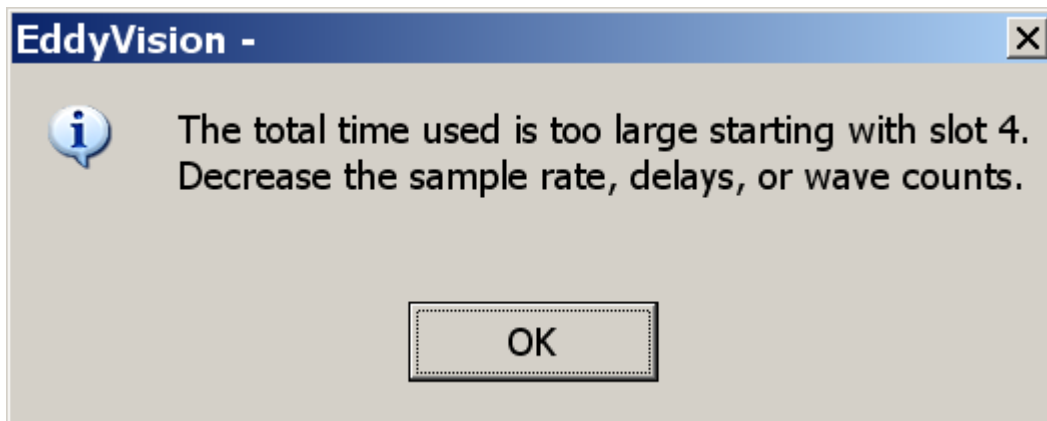 EddyVision -
The total time used is too large starting with slot 4.
Decrease the sample rate, delays, or wave counts.
OK